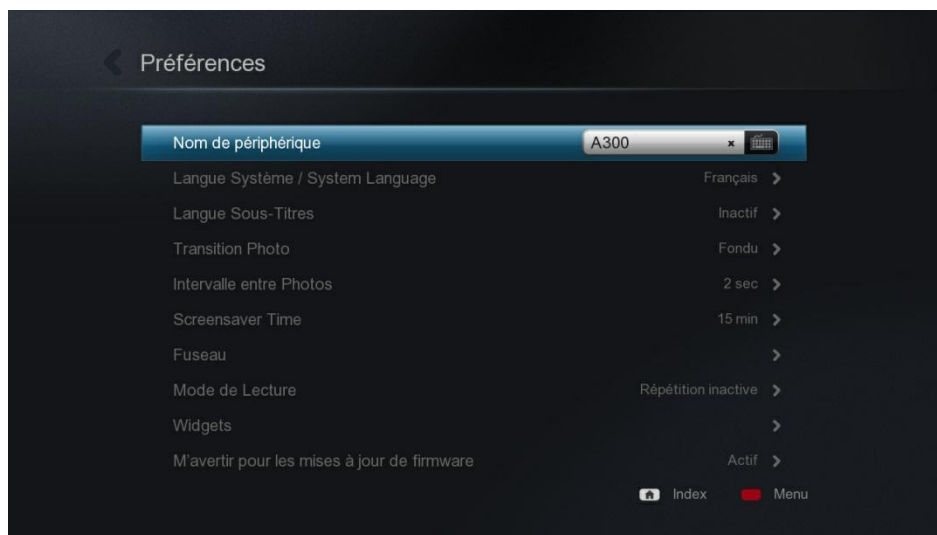 Préférences
Nom de périphérique A300
Langue Système / System Language Français
Langue Sous-Titres Inactif
Transition Photo Fondu
Intervalle entre Photos 2 sec
Screensaver Time 15 min
Fuseau
Mode de Lecture Répétition inactive
Widgets
M'avertir pour les mises à jour de firmware Actif
Index Menu